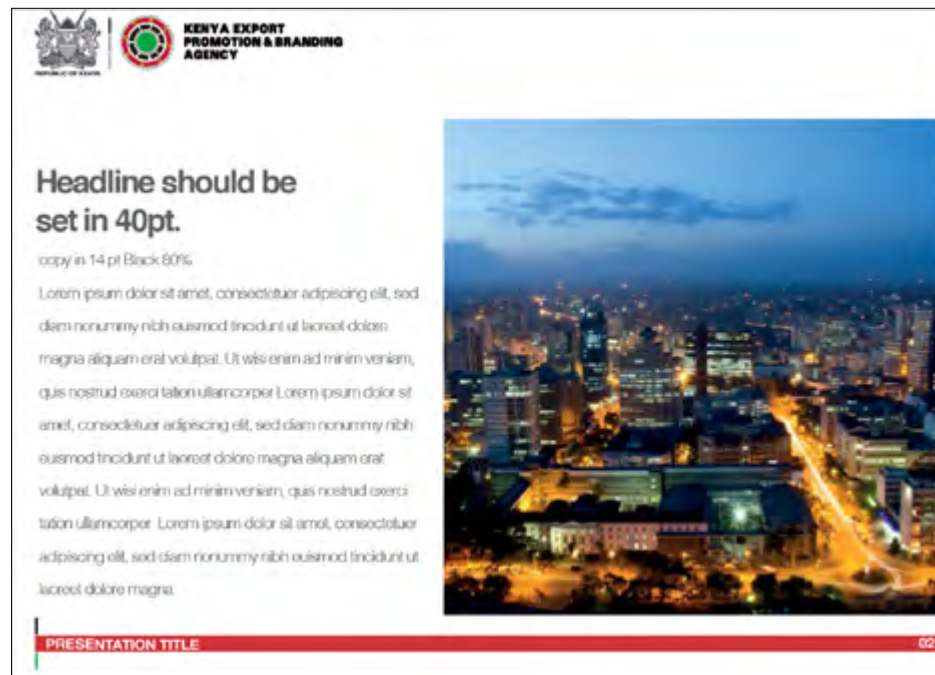 REPUBLIC OF KENYA
KENYA EXPORT
PROMOTION & BRANDING
AGENCY
Headline should be
set in 40pt.
copy in 14 pt Black 80%
Lorem ipsum dolor sit amet, consectetuer adipiscing elit, sed
diam nonummy nibh euismod tincidunt ut laoreet dolore
magna aliquam erat volutpat. Ut wisi enim ad minim veniam,
quis nostrud exerci tation ullamcorper Lorem ipsum dolor sit
amet, consectetuer adipiscing elit, sed diam nonummy nibh
euismod tincidunt ut laoreet dolore magna aliquam erat
volutpat. Ut wisi enim ad minim veniam, quis nostrud exerci
tation ullamcorper. Lorem ipsum dolor sit amet, consectetuer
adipiscing elit, sed diam nonummy nibh euismod tincidunt ut
laoreet dolore magna
PRESENTATION TITLE
02